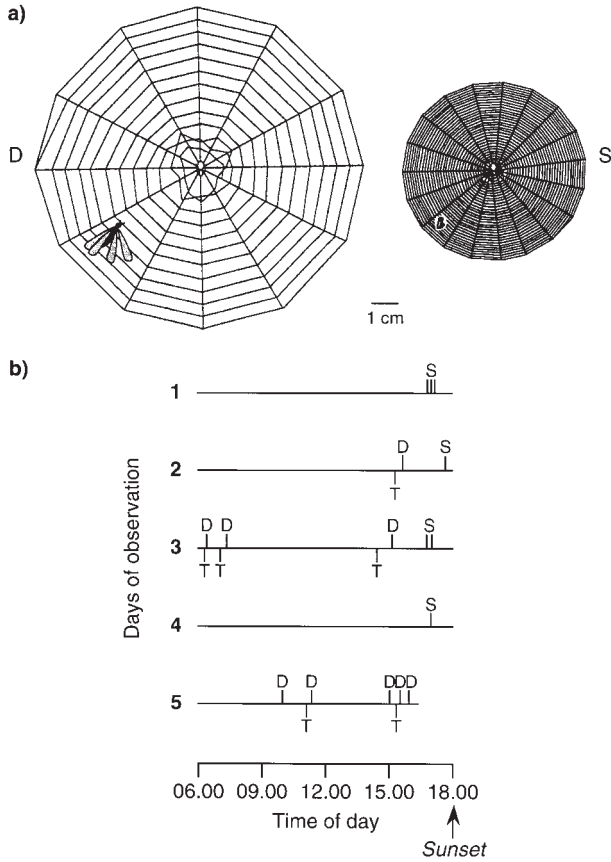 a)
D
S
1 cm
b)
Days of observation
1
S
2
D S
T
3
D D D S
T T T
4
S
5
D D DDD
T T
06.00 09.00 12.00 15.00 18.00
Time of day
Sunset